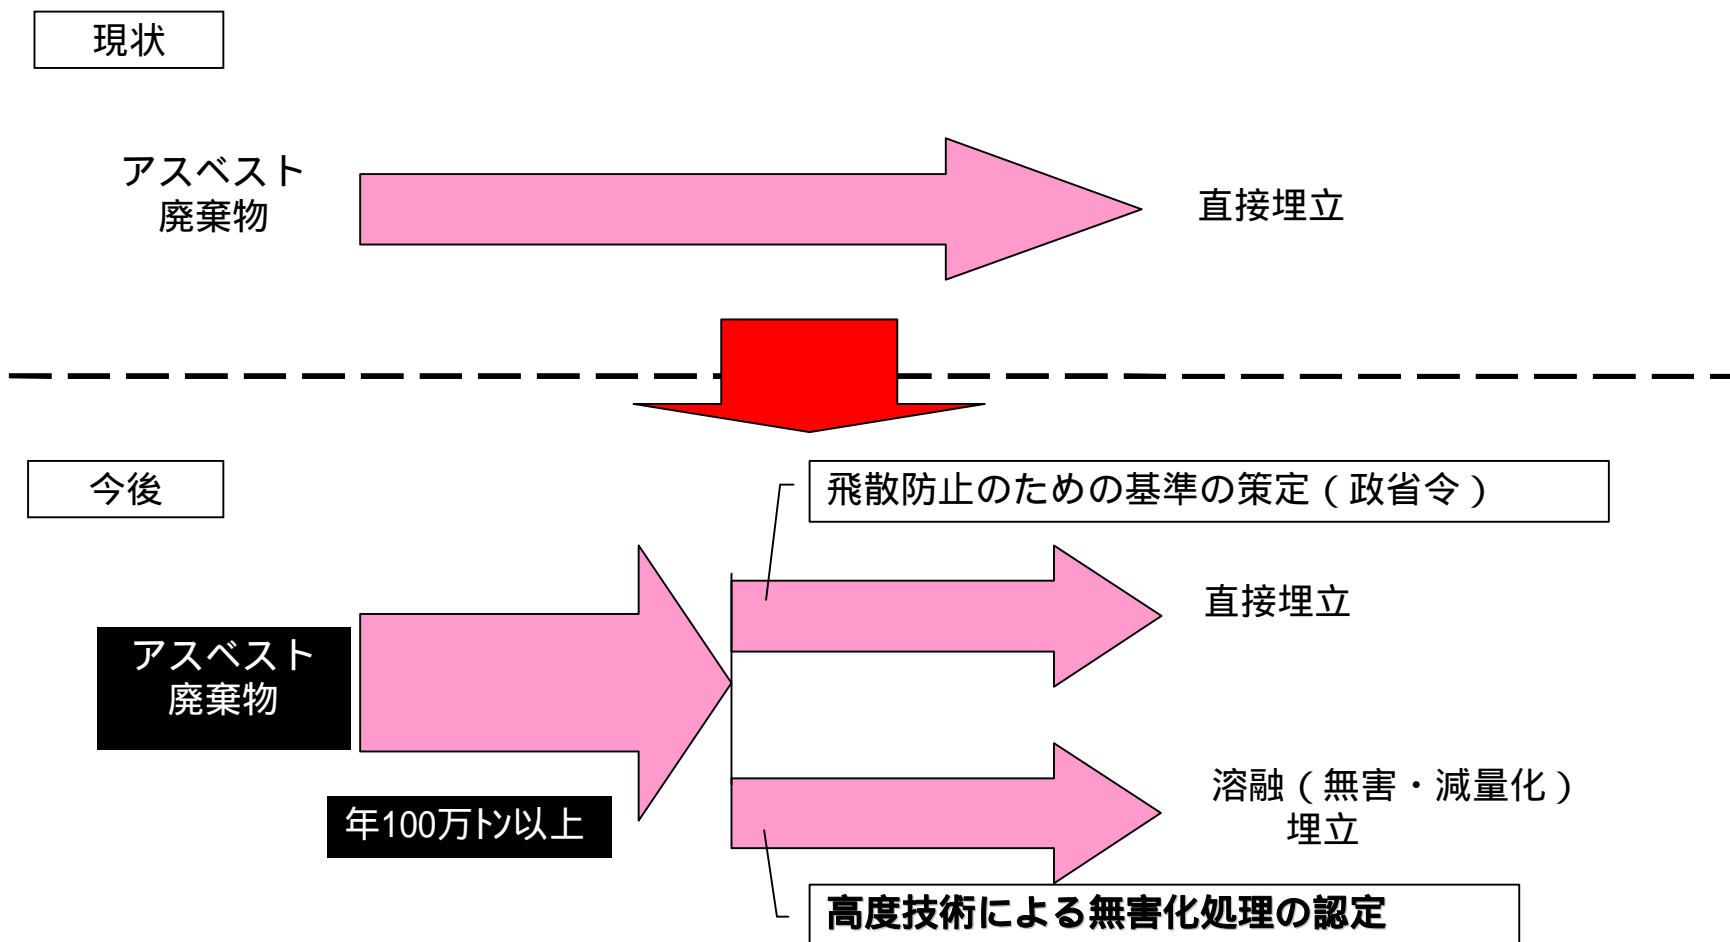 現状
アスベスト
廃棄物
直接埋立
今後
飛散防止のための基準の策定（政省令）
直接埋立
アスベスト
廃棄物
年100万ﾄﾝ以上
溶融（無害・減量化）
埋立
高度技術による無害化処理の認定